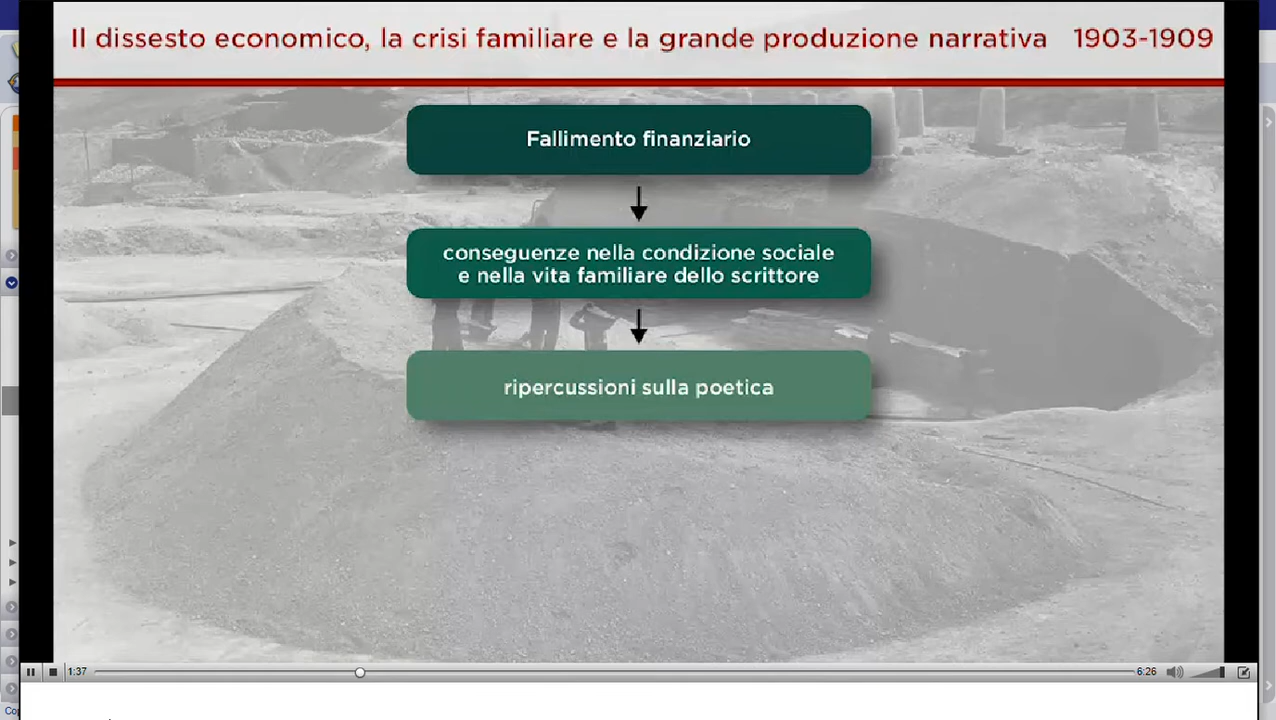 Il dissesto economico, la crisi familiare e la grande produzione narrativa 1903-1909
Fallimento finanziario
conseguenze nella condizione sociale
e nella vita familiare dello scrittore
ripercussioni sulla poetica
1:37
6:26